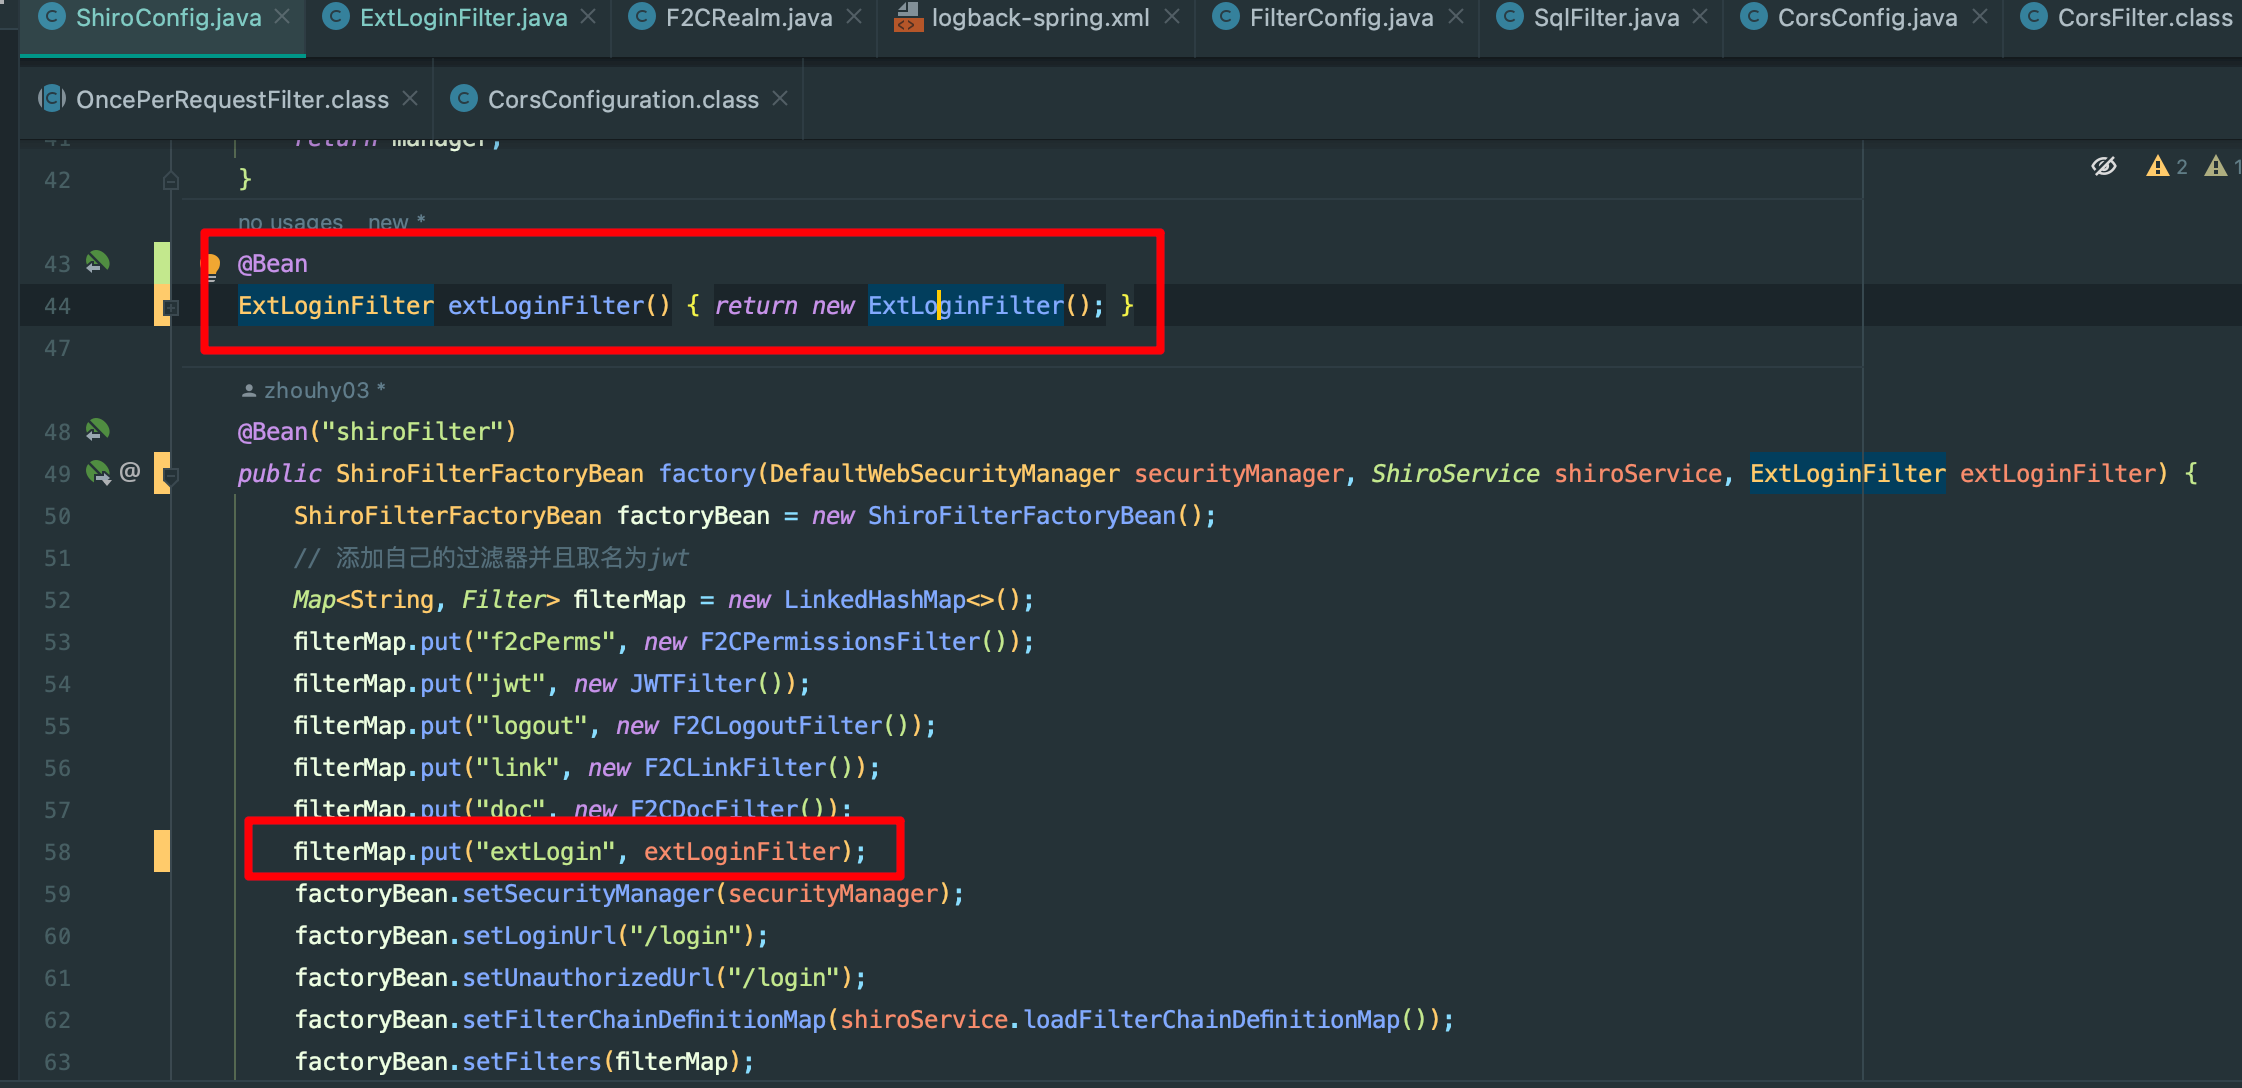 ShiroConfig.java ExtLoginFilter.java F2CRealm.java logback-spring.xml FilterConfig.java SqlFilter.java CorsConfig.java CorsFilter.class
OncePerRequestFilter.class CorsConfiguration.class
41 return manager;
42 }
2 1
no usages new *
43 @Bean
44 ExtLoginFilter extLoginFilter() { return new ExtLoginFilter(); }
47
zhouhy03 *
48 @Bean("shiroFilter")
49 @ public ShiroFilterFactoryBean factory(DefaultWebSecurityManager securityManager, ShiroService shiroService, ExtLoginFilter extLoginFilter) {
50 ShiroFilterFactoryBean factoryBean = new ShiroFilterFactoryBean();
51 // 添加自己的过滤器并且取名为jwt
52 Map<String, Filter> filterMap = new LinkedHashMap<>();
53 filterMap.put("f2cPerms", new F2CPermissionsFilter());
54 filterMap.put("jwt", new JWTFilter());
55 filterMap.put("logout", new F2CLogoutFilter());
56 filterMap.put("link", new F2CLinkFilter());
57 filterMap.put("doc", new F2CDocFilter());
58 filterMap.put("extLogin", extLoginFilter);
59 factoryBean.setSecurityManager(securityManager);
60 factoryBean.setLoginUrl("/login");
61 factoryBean.setUnauthorizedUrl("/login");
62 factoryBean.setFilterChainDefinitionMap(shiroService.loadFilterChainDefinitionMap());
63 factoryBean.setFilters(filterMap);